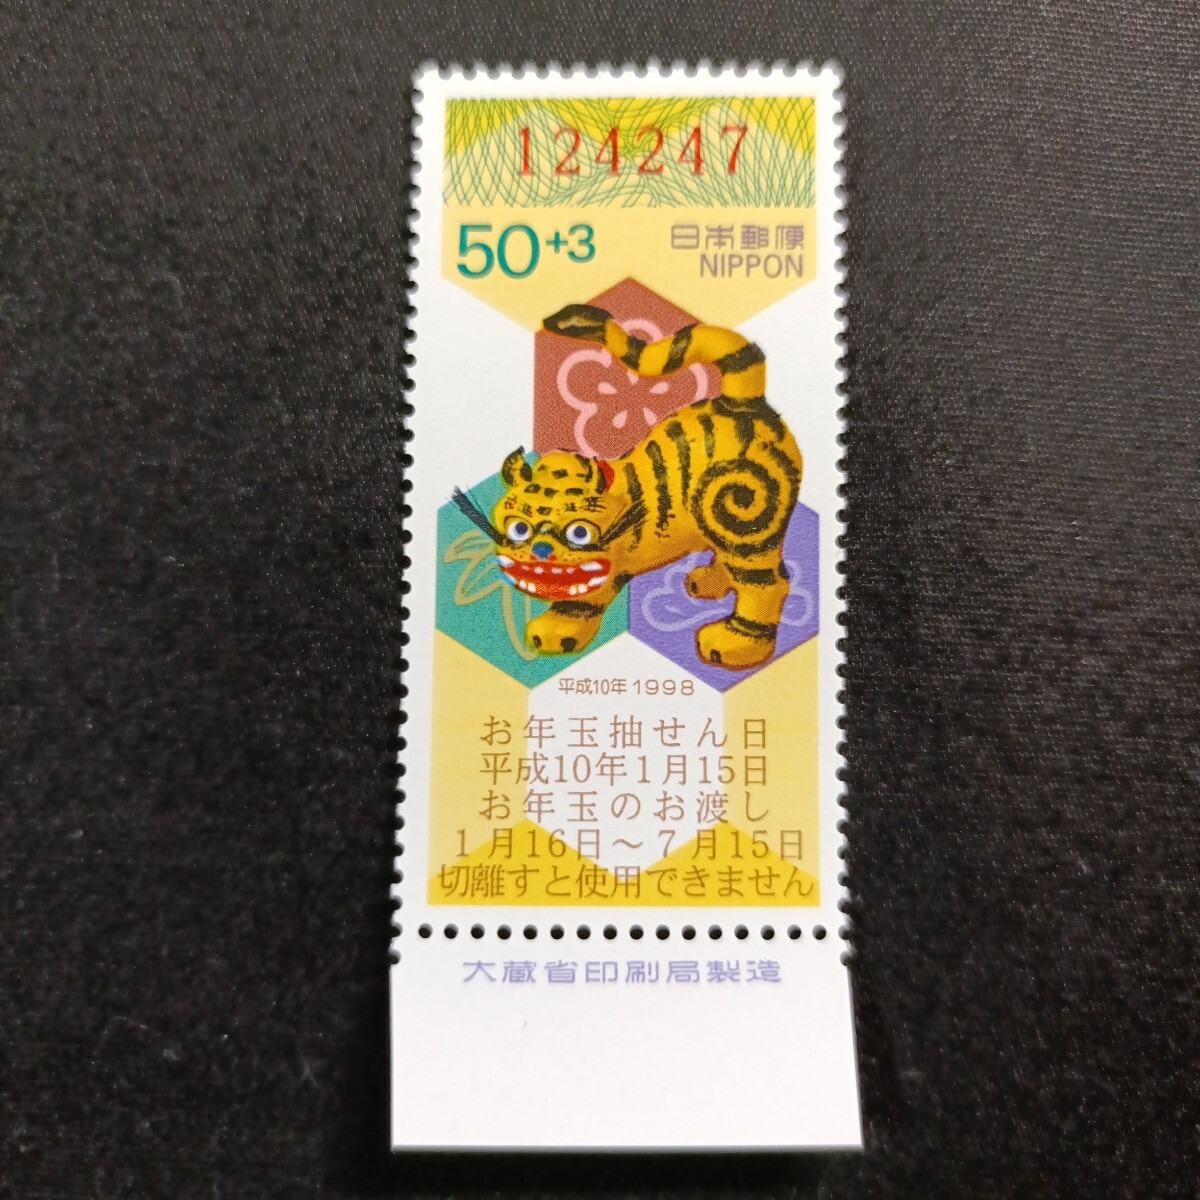 124247
50+3 日本郵便
NIPPON
平成10年 1998
お年玉抽せん日
平成10年1月15日
お年玉のお渡し
1月16日～7月15日
切離すと使用できません
大蔵省印刷局製造